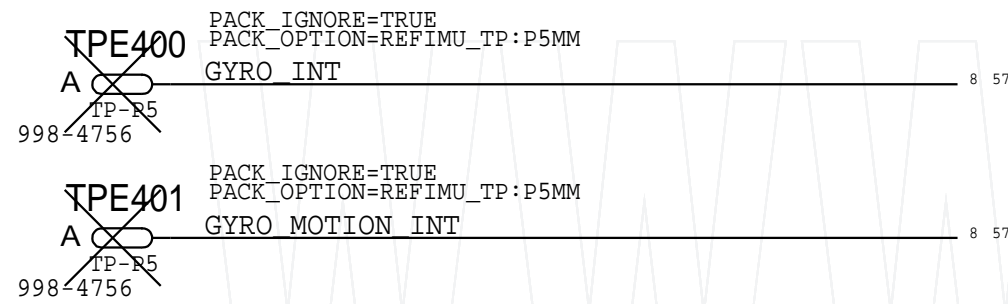 PACK_IGNORE=TRUE
TPE400 PACK_OPTION=REFIMU_TP:P5MM
A GYRO_INT 8 57
TP-P5
998-4756
PACK_IGNORE=TRUE
TPE401 PACK_OPTION=REFIMU_TP:P5MM
A GYRO_MOTION_INT 8 57
TP-P5
998-4756